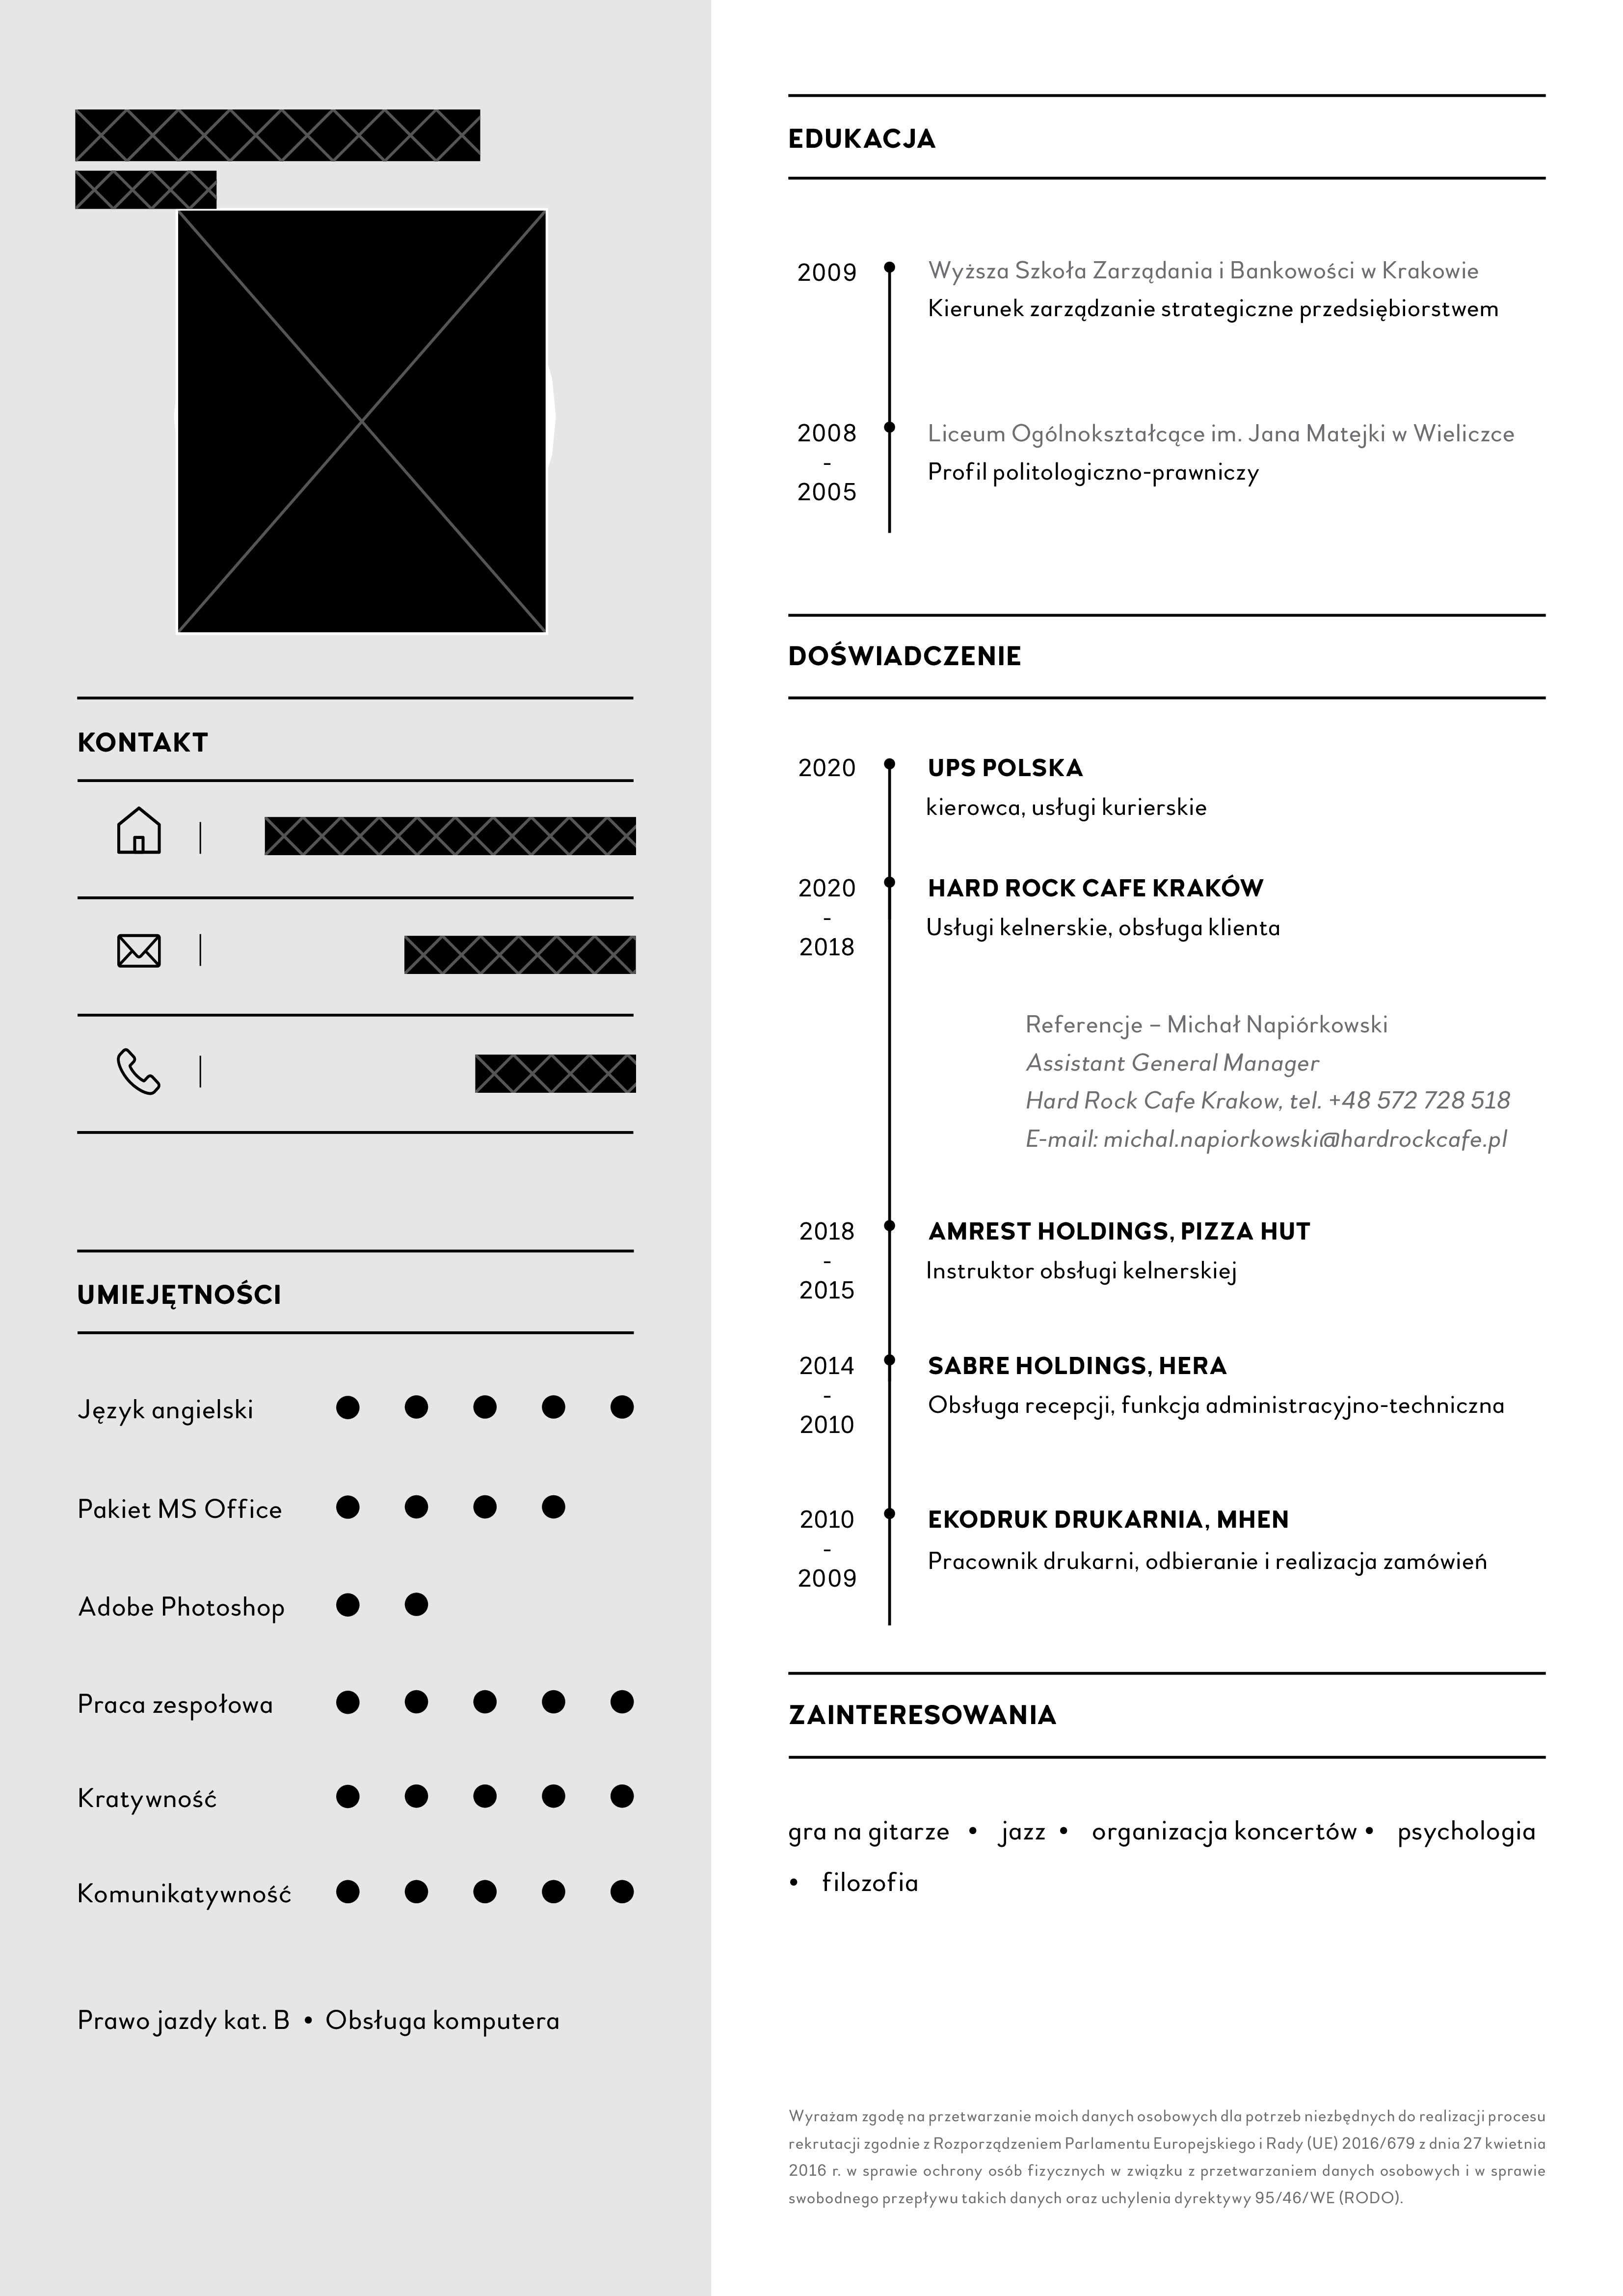 KONTAKT
UMIEJĘTNOŚCI
Język angielski
Pakiet MS Office
Adobe Photoshop
Praca zespołowa
Kratywność
Komunikatywność
Prawo jazdy kat. B • Obsługa komputera
EDUKACJA
2009
Wyższa Szkoła Zarządania i Bankowości w Krakowie
Kierunek zarządzanie strategiczne przedsiębiorstwem
2008
-
2005
Liceum Ogólnokształcące im. Jana Matejki w Wieliczce
Profil politologiczno-prawniczy
DOŚWIADCZENIE
2020
UPS POLSKA
kierowca, usługi kurierskie
2020
-
2018
HARD ROCK CAFE KRAKÓW
Usługi kelnerskie, obsługa klienta
Referencje – Michał Napiórkowski
Assistant General Manager
Hard Rock Cafe Krakow, tel. +48 572 728 518
E-mail: michal.napiorkowski@hardrockcafe.pl
2018
-
2015
AMREST HOLDINGS, PIZZA HUT
Instruktor obsługi kelnerskiej
2014
-
2010
SABRE HOLDINGS, HERA
Obsługa recepcji, funkcja administracyjno-techniczna
2010
-
2009
EKODRUK DRUKARNIA, MHEN
Pracownik drukarni, odbieranie i realizacja zamówień
ZAINTERESOWANIA
gra na gitarze • jazz • organizacja koncertów • psychologia
• filozofia
Wyrażam zgodę na przetwarzanie moich danych osobowych dla potrzeb niezbędnych do realizacji procesu
rekrutacji zgodnie z Rozporządzeniem Parlamentu Europejskiego i Rady (UE) 2016/679 z dnia 27 kwietnia
2016 r. w sprawie ochrony osób fizycznych w związku z przetwarzaniem danych osobowych i w sprawie
swobodnego przepływu takich danych oraz uchylenia dyrektywy 95/46/WE (RODO).